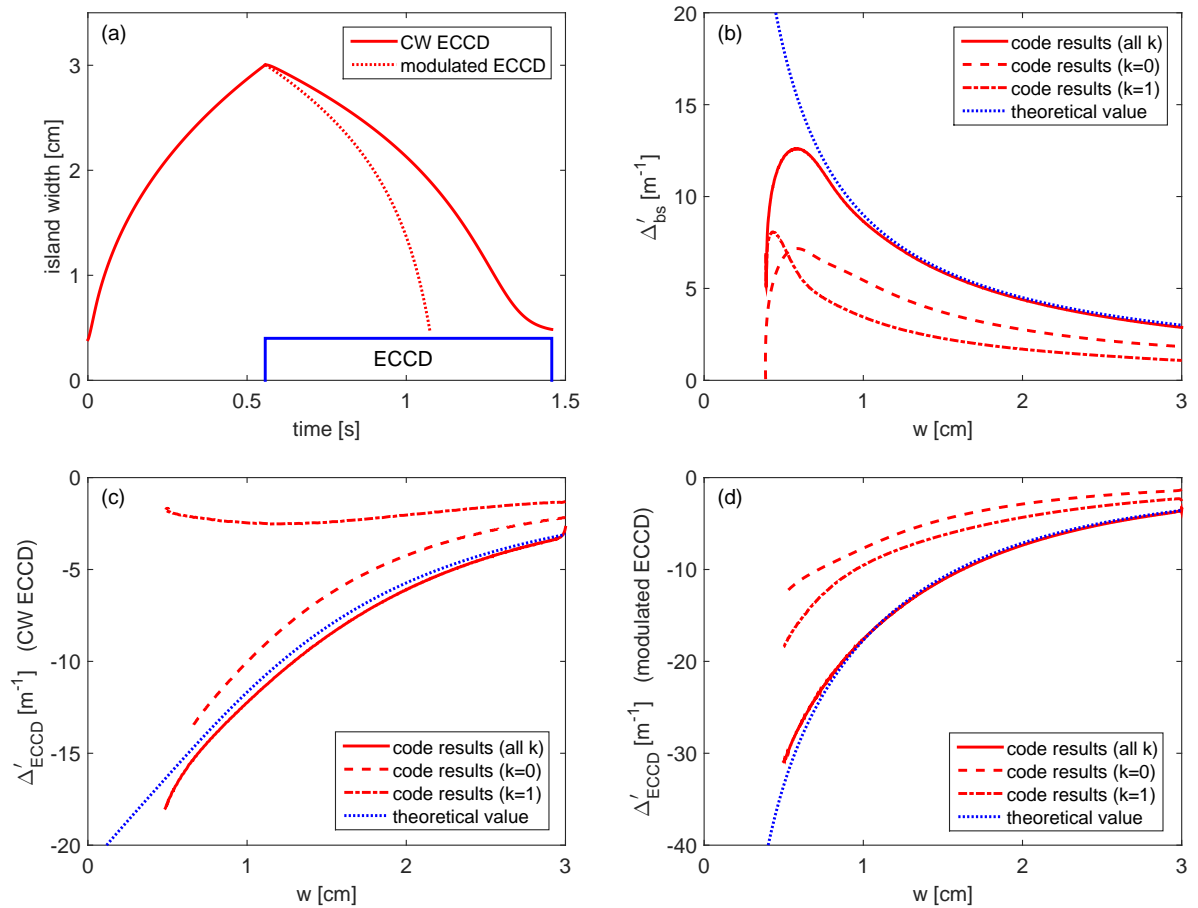 (a)
CW ECCD
modulated ECCD
island width [cm]
3
2
1
0
ECCD
0
0.5
1
1.5
time [s]
(b)
code results (all k)
code results (k=0)
code results (k=1)
theoretical value
Δ′bs [m⁻¹]
20
15
10
5
0
0
1
2
3
w [cm]
(c)
code results (all k)
code results (k=0)
code results (k=1)
theoretical value
Δ′ECCD [m⁻¹] (CW ECCD)
0
-5
-10
-15
-20
0
1
2
3
w [cm]
(d)
code results (all k)
code results (k=0)
code results (k=1)
theoretical value
Δ′ECCD [m⁻¹] (modulated ECCD)
0
-10
-20
-30
-40
0
1
2
3
w [cm]